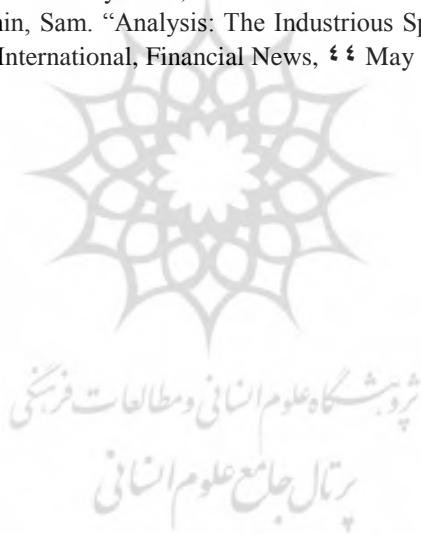 in, Sam. “Analysis: The Industrious Sp
International, Financial News, ٤٤ May
پژوهشگاه علوم انسانی و مطالعات فرهنگی
پرتال جامع علوم انسانی